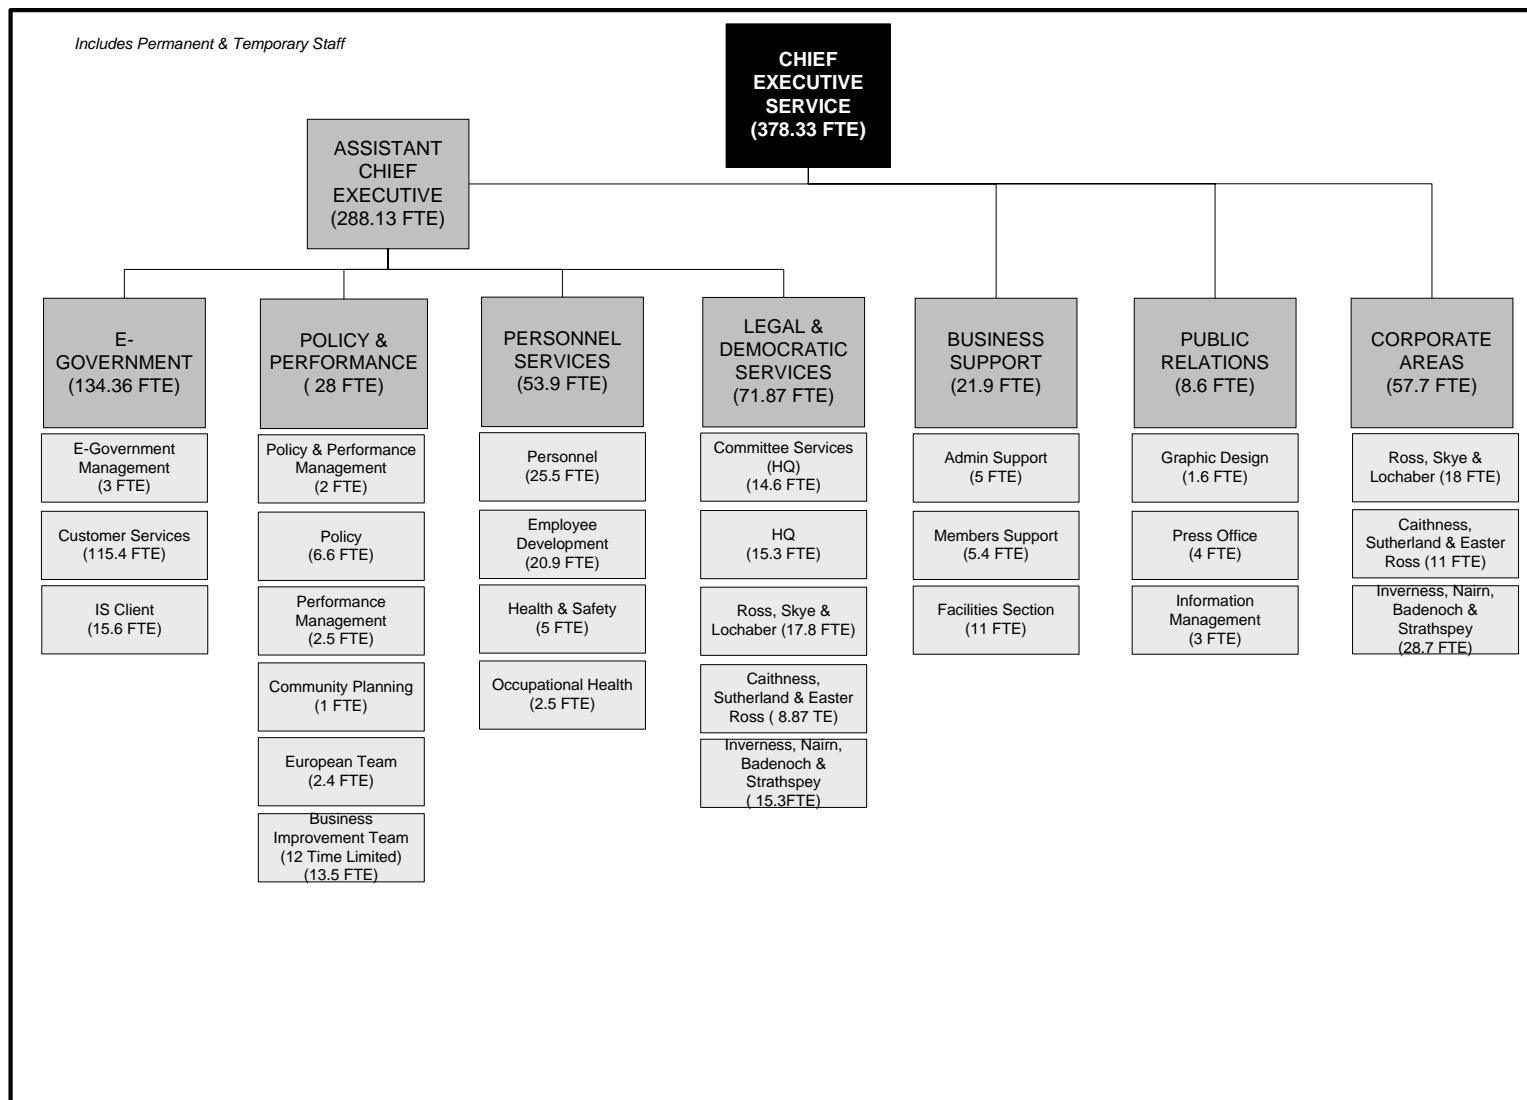 Includes Permanent & Temporary Staff
CHIEF
EXECUTIVE
SERVICE
(378.33 FTE)
ASSISTANT
CHIEF
EXECUTIVE
(288.13 FTE)
E-
GOVERNMENT
(134.36 FTE)
E-Government
Management
(3 FTE)
Customer Services
(115.4 FTE)
IS Client
(15.6 FTE)
POLICY &
PERFORMANCE
( 28 FTE)
Policy & Performance
Management
(2 FTE)
Policy
(6.6 FTE)
Performance
Management
(2.5 FTE)
Community Planning
(1 FTE)
European Team
(2.4 FTE)
Business
Improvement Team
(12 Time Limited)
(13.5 FTE)
PERSONNEL
SERVICES
(53.9 FTE)
Personnel
(25.5 FTE)
Employee
Development
(20.9 FTE)
Health & Safety
(5 FTE)
Occupational Health
(2.5 FTE)
LEGAL &
DEMOCRATIC
SERVICES
(71.87 FTE)
Committee Services
(HQ)
(14.6 FTE)
HQ
(15.3 FTE)
Ross, Skye &
Lochaber (17.8 FTE)
Caithness,
Sutherland & Easter
Ross ( 8.87 TE)
Inverness, Nairn,
Badenoch &
Strathspey
( 15.3FTE)
BUSINESS
SUPPORT
(21.9 FTE)
Admin Support
(5 FTE)
Members Support
(5.4 FTE)
Facilities Section
(11 FTE)
PUBLIC
RELATIONS
(8.6 FTE)
Graphic Design
(1.6 FTE)
Press Office
(4 FTE)
Information
Management
(3 FTE)
CORPORATE
AREAS
(57.7 FTE)
Ross, Skye &
Lochaber (18 FTE)
Caithness,
Sutherland & Easter
Ross (11 FTE)
Inverness, Nairn,
Badenoch &
Strathspey
(28.7 FTE)